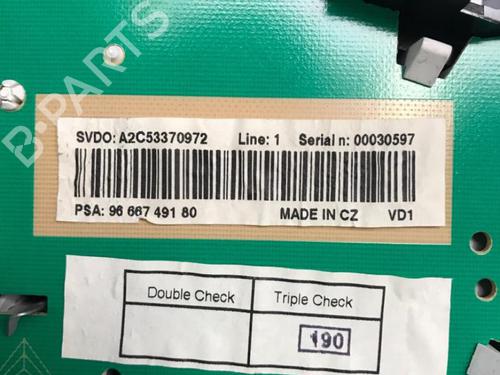 B-PARTS
SVDO: A2C53370972 Line: 1 Serial n: 00030597
PSA: 96 667 491 80 MADE IN CZ VD1
Double Check Triple Check
190